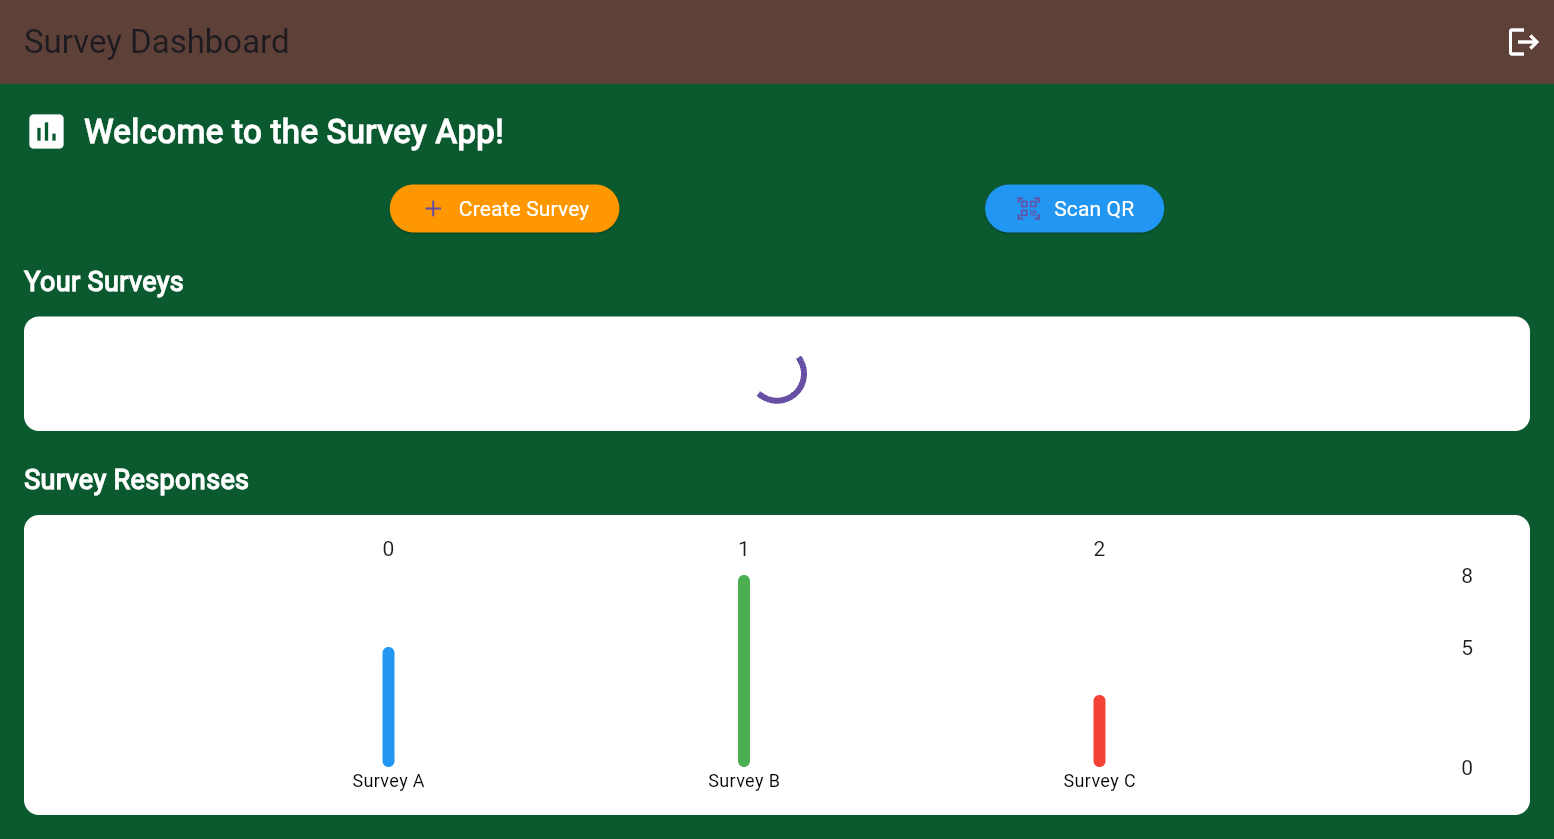 Survey Dashboard
Welcome to the Survey App!
Create Survey
Scan QR
Your Surveys
Survey Responses
0 1 2
8
5
0
Survey A Survey B Survey C